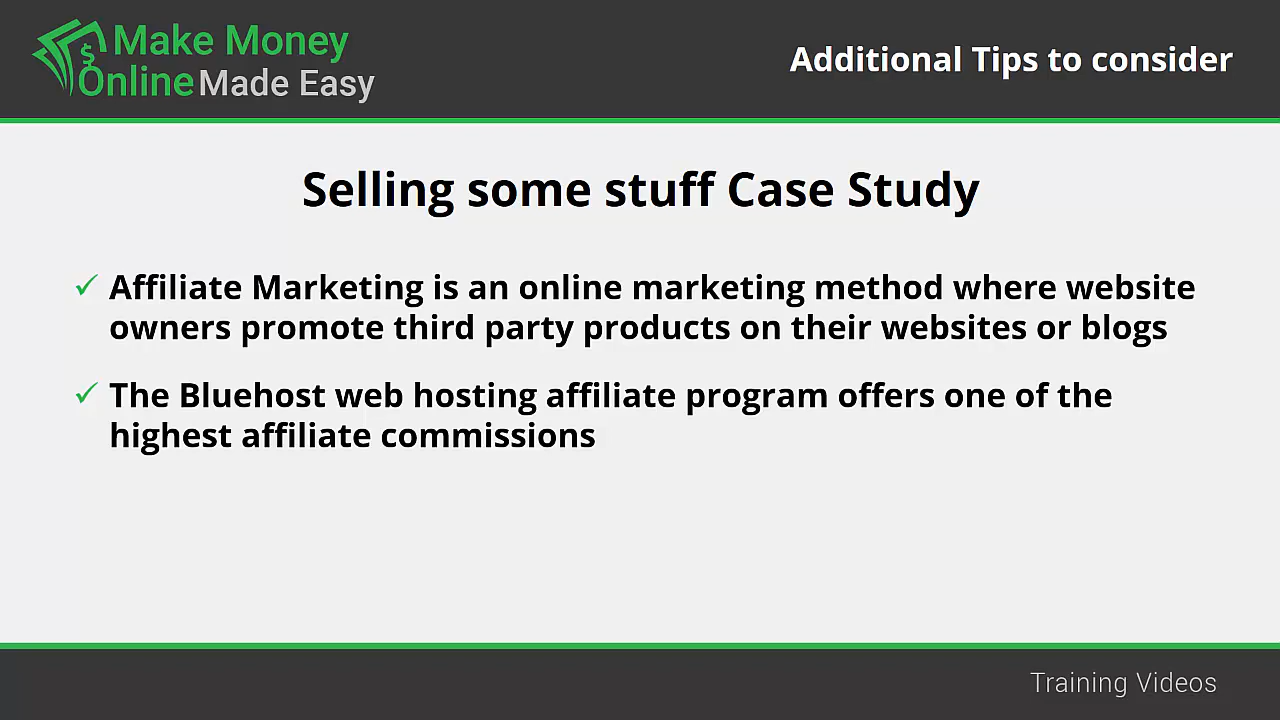 Make Money
Online Made Easy
Additional Tips to consider
Selling some stuff Case Study
✓ Affiliate Marketing is an online marketing method where website
owners promote third party products on their websites or blogs
✓ The Bluehost web hosting affiliate program offers one of the
highest affiliate commissions
Training Videos